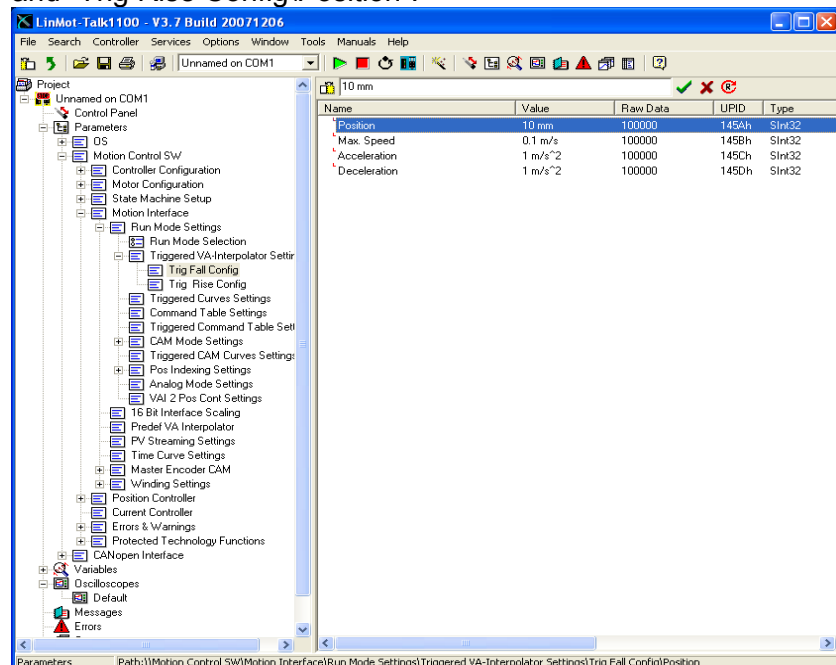 and "Trig Rise Config\Position".
LinMot-Talk1100 - V3.7 Build 20071206
File Search Controller Services Options Window Tools Manuals Help
Unnamed on COM1
Project
Unnamed on COM1
Control Panel
Parameters
OS
Motion Control SW
Controller Configuration
Motor Configuration
State Machine Setup
Motion Interface
Run Mode Settings
Run Mode Selection
Triggered VA-Interpolator Settin
Trig Fall Config
Trig Rise Config
Triggered Curves Settings
Command Table Settings
Triggered Command Table Sett
CAM Mode Settings
Triggered CAM Curves Settings
Pos Indexing Settings
Analog Mode Settings
VAI 2 Pos Cont Settings
16 Bit Interface Scaling
Predef VA Interpolator
PV Streaming Settings
Time Curve Settings
Master Encoder CAM
Winding Settings
Position Controller
Current Controller
Errors & Warnings
Protected Technology Functions
CANopen Interface
Variables
Oscilloscopes
Default
Messages
Errors
10 mm
Name Value Raw Data UPID Type
Position 10 mm 100000 145Ah SInt32
Max. Speed 0.1 m/s 100000 145Bh SInt32
Acceleration 1 m/s^2 100000 145Ch SInt32
Deceleration 1 m/s^2 100000 145Dh SInt32
Parameters Path:\\Motion Control SW\Motion Interface\Run Mode Settings\Triggered VA-Interpolator Settings\Trig Fall Config\Position